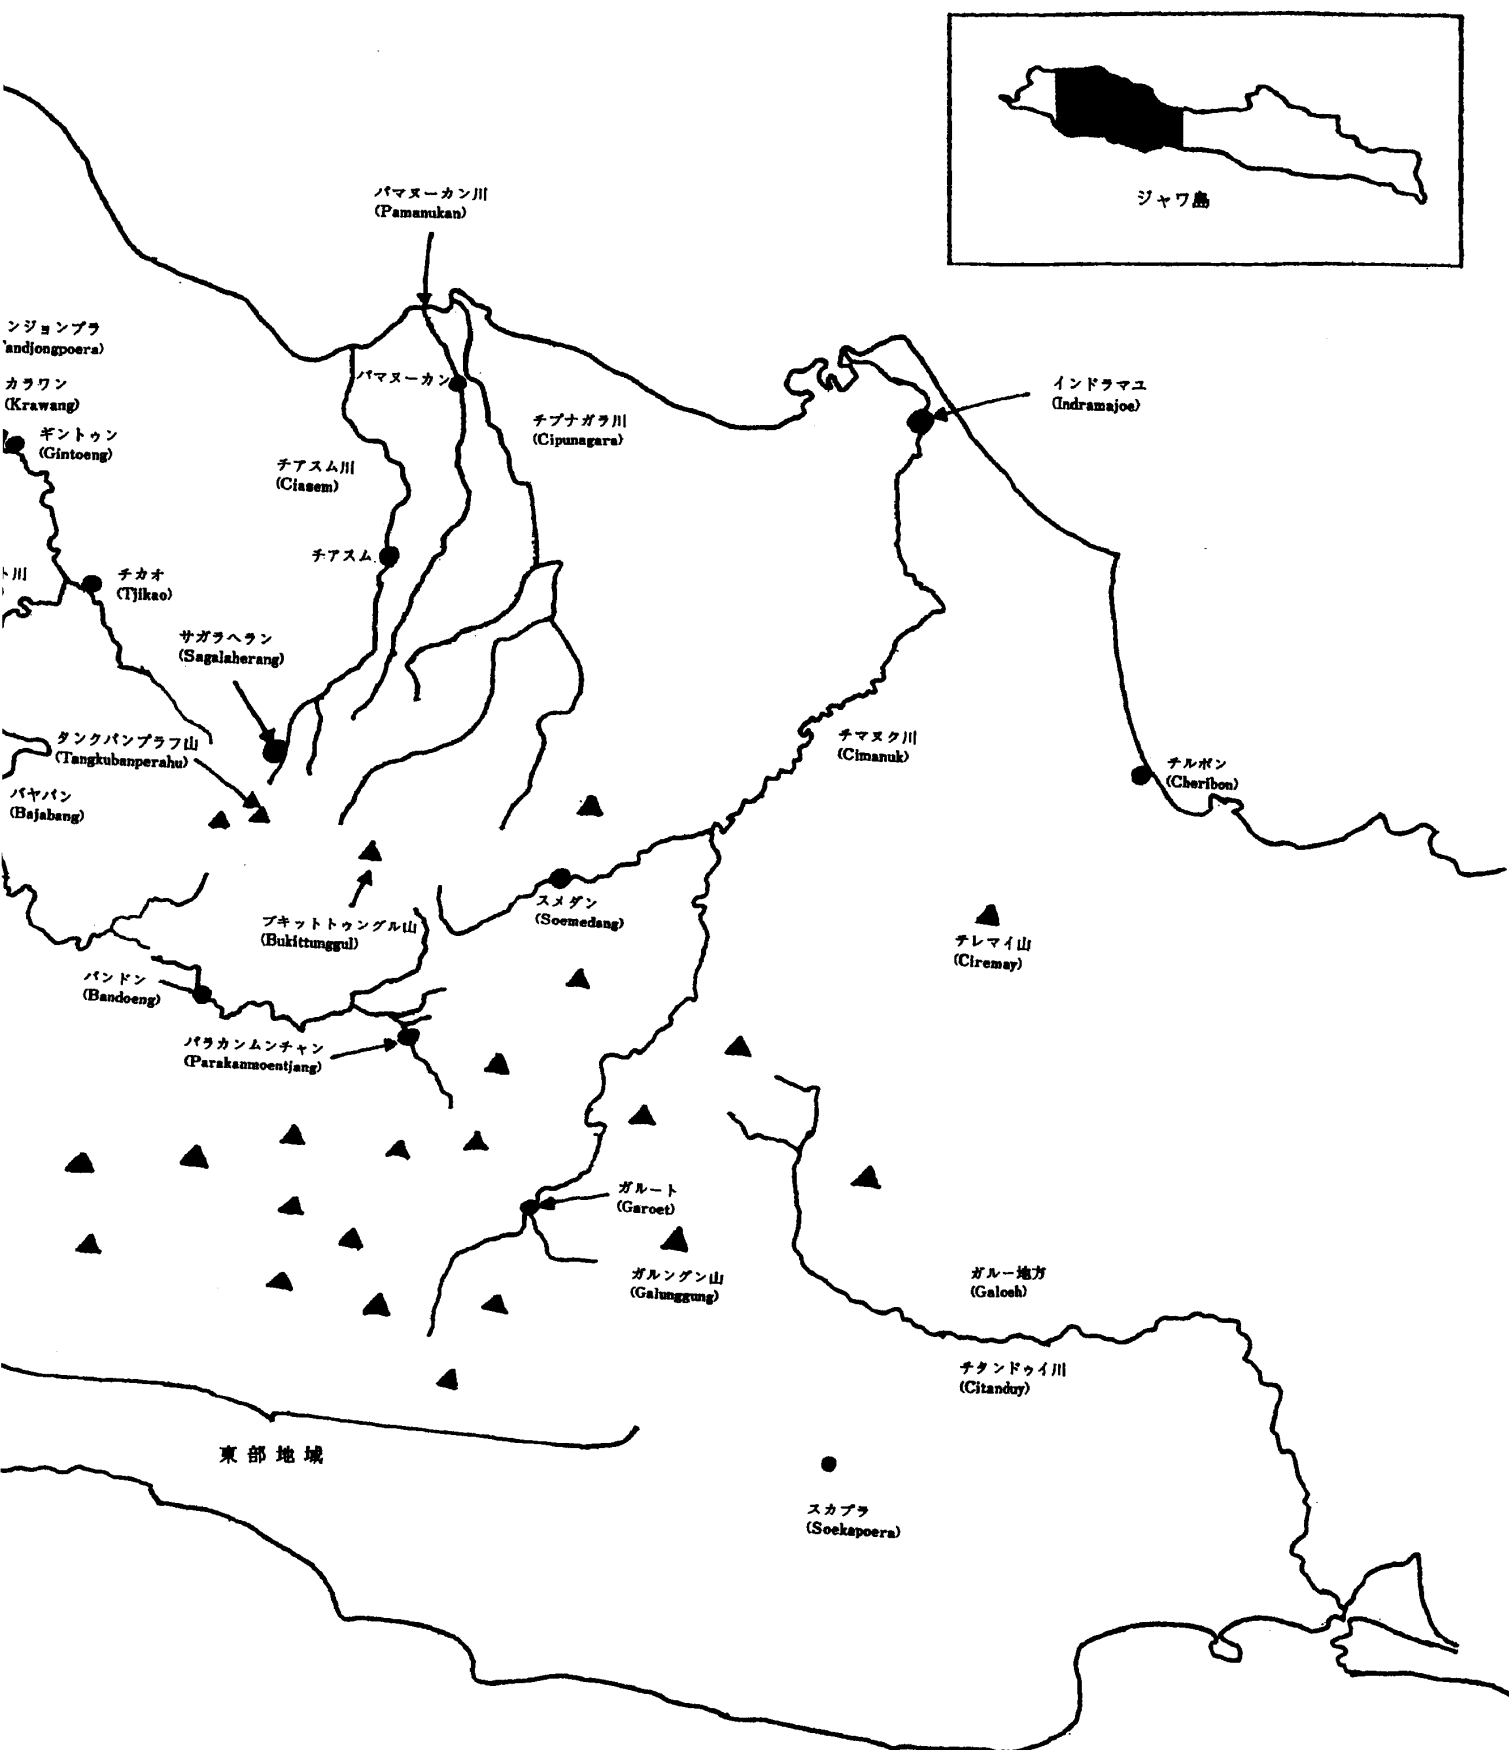 ジャワ島
パマヌーカン川
(Pamanukan)
ンジョンプラ
andjongpoera)
カラワン
(Krawang)
ギントゥン
(Gintoeng)
パマヌーカン
インドラマユ
(Indramajoe)
チプナガラ川
(Cipunagara)
チアスム川
(Ciasem)
チアスム
ト川
チカオ
(Tjikao)
サガラヘラン
(Sagalaherang)
タンクバンプラフ山
(Tangkubanperahu)
チマヌク川
(Cimanuk)
チルボン
(Cheribon)
バヤバン
(Bajabang)
スメダン
(Soemedang)
ブキットトゥングル山
(Bukittunggul)
チレマイ山
(Ciremay)
バンドン
(Bandoeng)
パラカンムンチャン
(Parakanmoentjang)
ガルート
(Garoet)
ガルングン山
(Galunggung)
ガルー地方
(Galoeh)
チタンドゥイ川
(Citanduy)
東部地域
スカプラ
(Soekapoera)